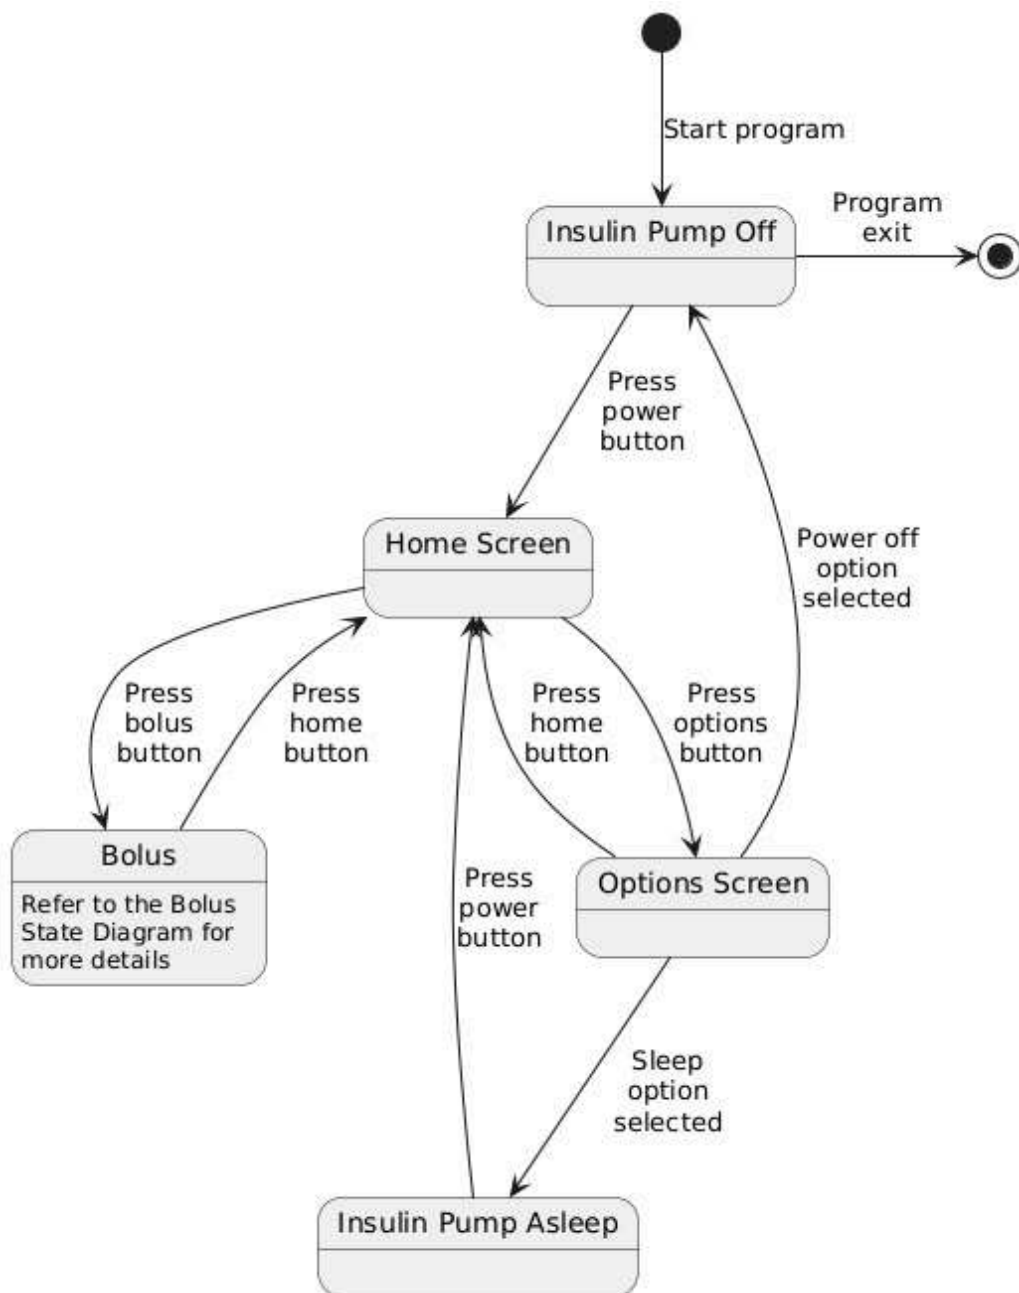 Start program
Program
exit
Insulin Pump Off
Press
power
button
Power off
option
selected
Home Screen
Press
bolus
button
Press
home
button
Press
home
button
Press
options
button
Bolus
Refer to the Bolus
State Diagram for
more details
Press
power
button
Options Screen
Sleep
option
selected
Insulin Pump Asleep